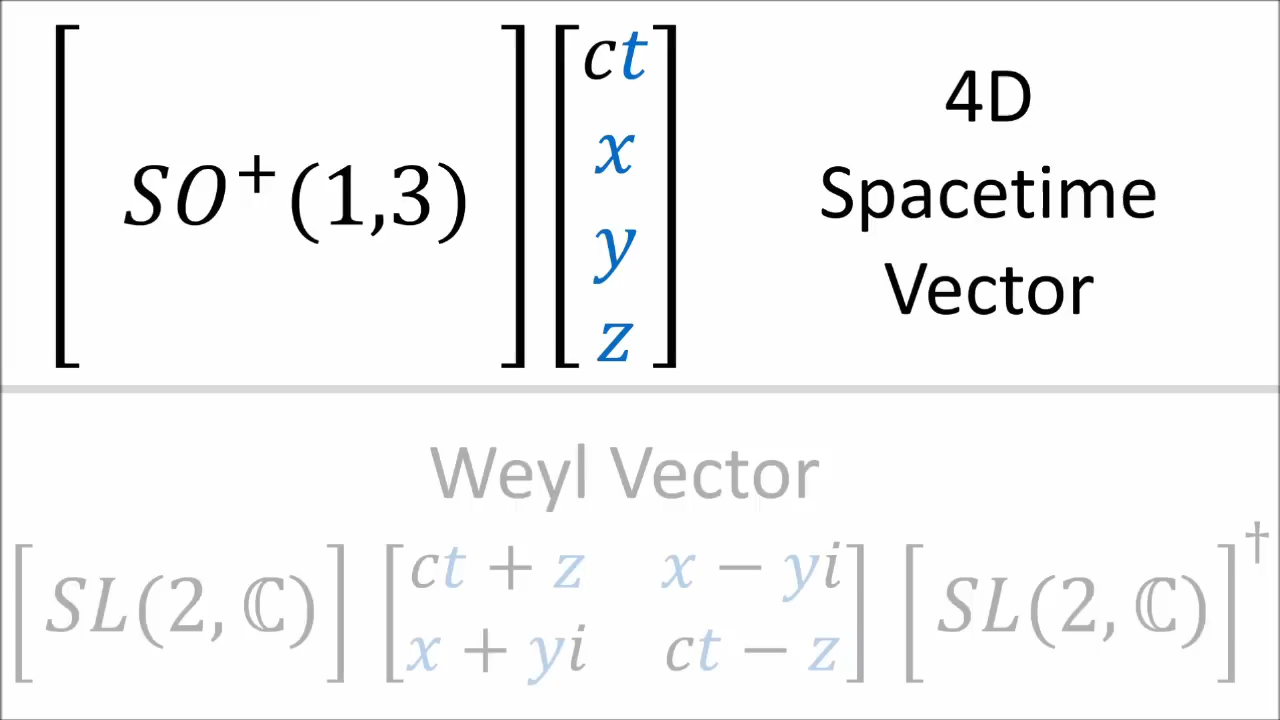 [ SO⁺(1,3) ] [ ct
x
y
z ]
4D
Spacetime
Vector
Weyl Vector
[ SL(2, ℂ) ] [ ct + z   x − yi
x + yi   ct − z ] [ SL(2, ℂ) ]†